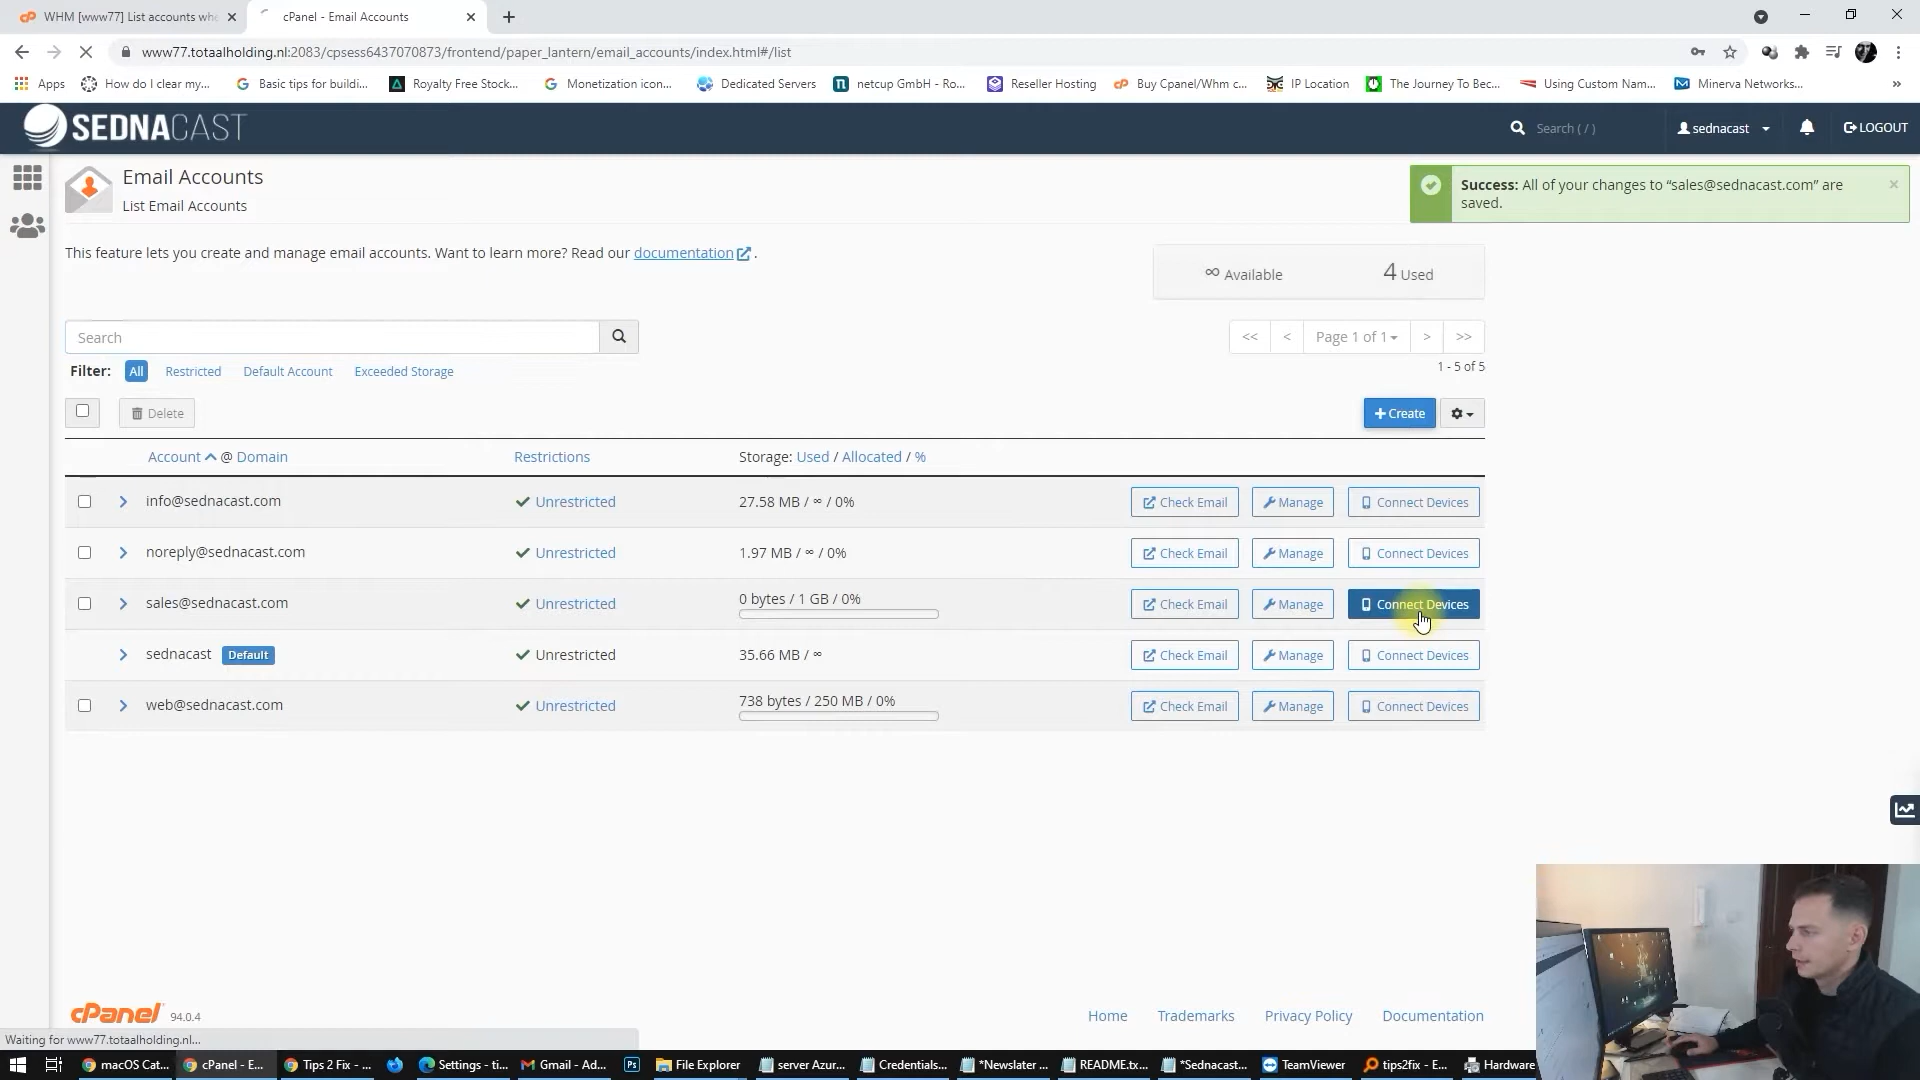 WHM [www77] List accounts whe
cPanel - Email Accounts
www77.totaalholding.nl:2083/cpsess6437070873/frontend/paper_lantern/email_accounts/index.html#/list
Apps
How do I clear my...
Basic tips for buildi...
Royalty Free Stock...
Monetization icon...
Dedicated Servers
netcup GmbH - Ro...
Reseller Hosting
Buy Cpanel/Whm c...
IP Location
The Journey To Bec...
Using Custom Nam...
Minerva Networks...
»
SEDNACAST
Search ( / )
sednacast
LOGOUT
Email Accounts
List Email Accounts
Success: All of your changes to “sales@sednacast.com” are
saved.
×
This feature lets you create and manage email accounts. Want to learn more? Read our documentation .
∞ Available
4 Used
Search
<<
<
Page 1 of 1
>
>>
Filter:
All
Restricted
Default Account
Exceeded Storage
1 - 5 of 5
Delete
+ Create
Account @ Domain
Restrictions
Storage: Used / Allocated / %
info@sednacast.com
Unrestricted
27.58 MB / ∞ / 0%
Check Email
Manage
Connect Devices
noreply@sednacast.com
Unrestricted
1.97 MB / ∞ / 0%
Check Email
Manage
Connect Devices
sales@sednacast.com
Unrestricted
0 bytes / 1 GB / 0%
Check Email
Manage
Connect Devices
sednacast
Default
Unrestricted
35.66 MB / ∞
Check Email
Manage
Connect Devices
web@sednacast.com
Unrestricted
738 bytes / 250 MB / 0%
Check Email
Manage
Connect Devices
cPanel
94.0.4
Home
Trademarks
Privacy Policy
Documentation
Waiting for www77.totaalholding.nl...
macOS Cat...
cPanel - E...
Tips 2 Fix - ...
Settings - ti...
Gmail - Ad...
Ps
File Explorer
server Azur...
Credentials...
*Newslater ...
README.tx...
*Sednacast...
TeamViewer
tips2fix - E...
Hardware